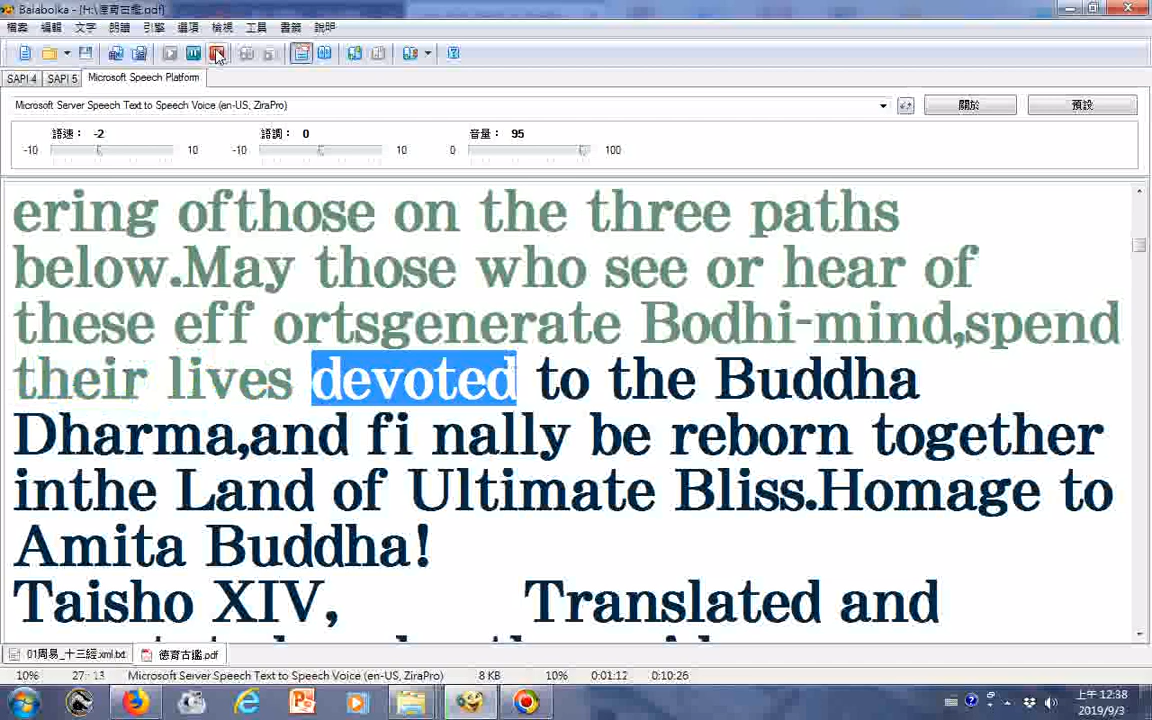 Balabolka - [H:\德育古鑑.pdf]
檔案 編輯 文字 朗讀 引擎 選項 檢視 工具 書籤 說明
SAPI 4 SAPI 5 Microsoft Speech Platform
Microsoft Server Speech Text to Speech Voice (en-US, ZiraPro) 關於 預設
語速： -2 語調： 0 音量： 95
-10 10 -10 10 0 100
ering ofthose on the three paths
below.May those who see or hear of
these eff ortsgenerate Bodhi-mind,spend
their lives devoted to the Buddha
Dharma,and fi nally be reborn together
inthe Land of Ultimate Bliss.Homage to
Amita Buddha!
Taisho XIV, Translated and
01周易_十三經.xml.txt 德育古鑑.pdf
10% 27: 13 Microsoft Server Speech Text to Speech Voice (en-US, ZiraPro) 8 KB 10% 0:01:12 0:10:26
上午 12:38
2019/9/3